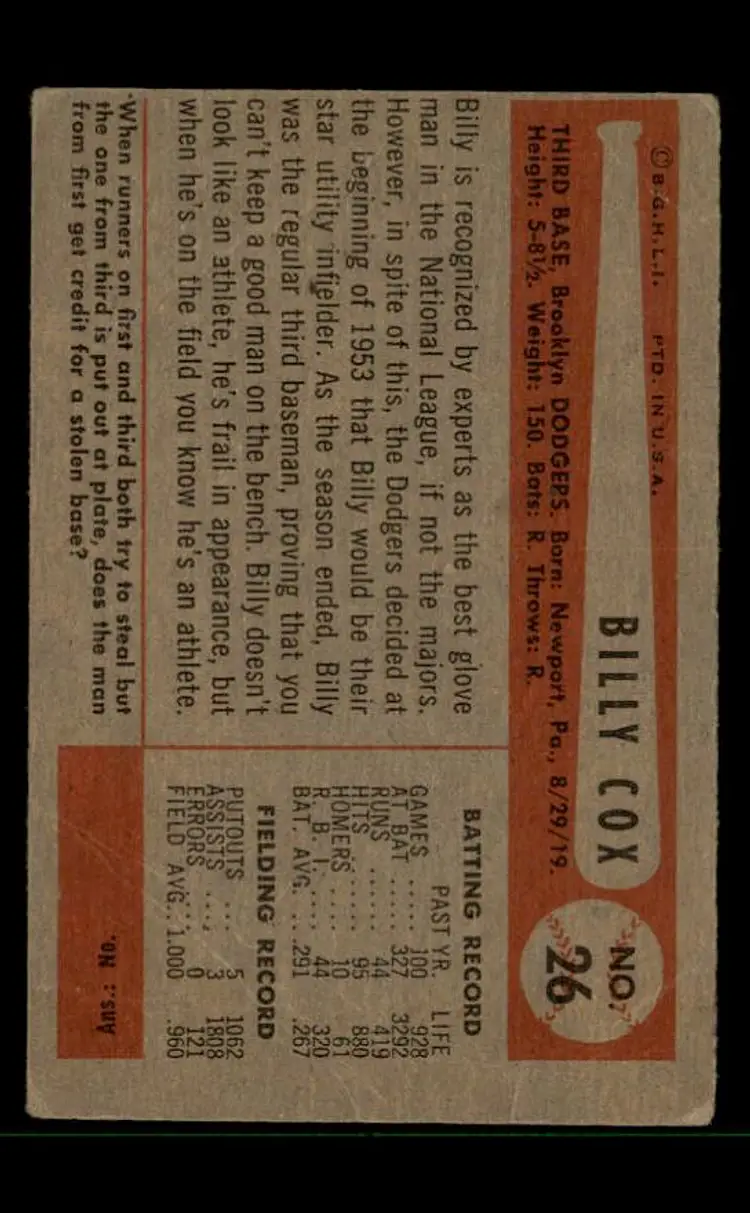 © B.G.H.L.I. PTD. IN U.S.A.
BILLY COX
NO.
26
THIRD BASE, Brooklyn DODGERS. Born: Newport, Pa., 8/29/19.
Height: 5-8½. Weight: 150. Bats: R. Throws: R.
Billy is recognized by experts as the best glove
man in the National League, if not the majors.
However, in spite of this, the Dodgers decided at
the beginning of 1953 that Billy would be their
star utility infielder. As the season ended, Billy
was the regular third baseman, proving that you
can't keep a good man on the bench. Billy doesn't
look like an athlete, he's frail in appearance, but
when he's on the field you know he's an athlete.
BATTING RECORD
PAST YR. LIFE
GAMES ..... 100 928
AT BAT ..... 327 3292
RUNS ...... 44 419
HITS ...... 95 880
HOMERS .... 10 61
R. B. I. .... 44 320
BAT. AVG. ... .291 .267
FIELDING RECORD
PUTOUTS ... 5 1062
ASSISTS .... 3 1808
ERRORS .... 0 121
FIELD AVG.. 1.000 .960
When runners on first and third both try to steal but
the one from third is put out at plate, does the man
from first get credit for a stolen base?
Ans.: No.